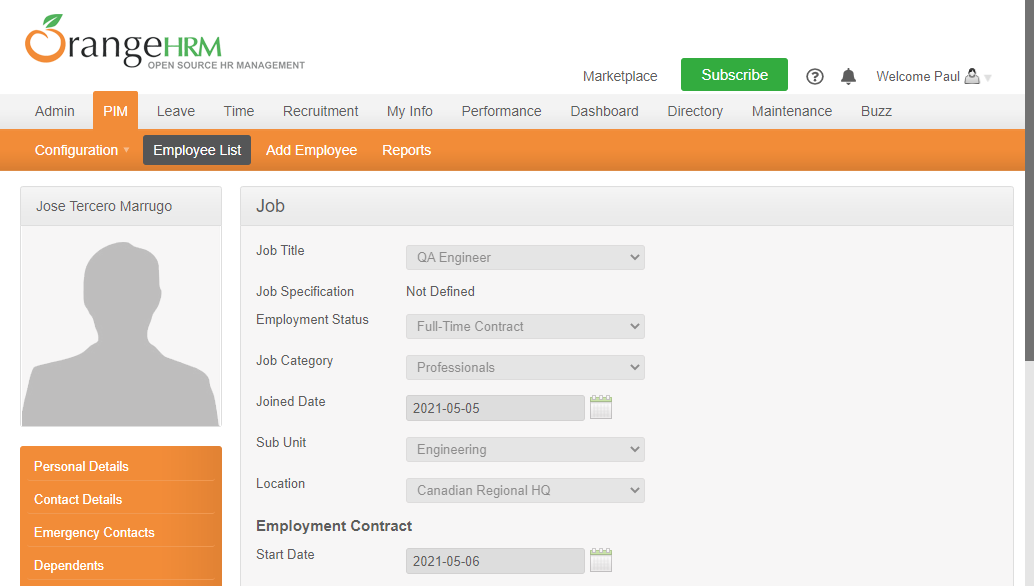 OrangeHRM
OPEN SOURCE HR MANAGEMENT
Marketplace Subscribe Welcome Paul
Admin PIM Leave Time Recruitment My Info Performance Dashboard Directory Maintenance Buzz
Configuration Employee List Add Employee Reports
Jose Tercero Marrugo
Personal Details
Contact Details
Emergency Contacts
Dependents
Job
Job Title QA Engineer
Job Specification Not Defined
Employment Status Full-Time Contract
Job Category Professionals
Joined Date 2021-05-05
Sub Unit Engineering
Location Canadian Regional HQ
Employment Contract
Start Date 2021-05-06